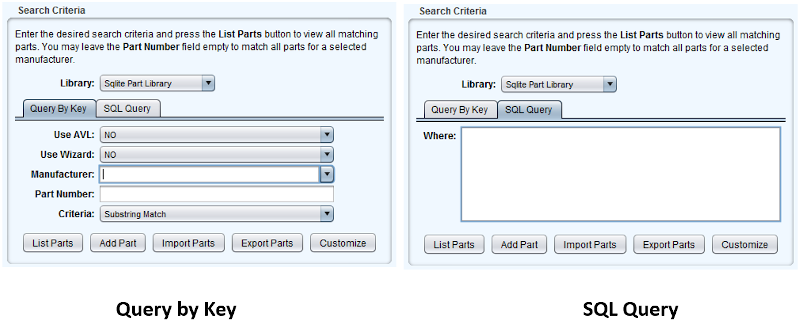 Search Criteria
Enter the desired search criteria and press the List Parts button to view all matching
parts. You may leave the Part Number field empty to match all parts for a selected
manufacturer.
Library: Sqlite Part Library
Query By Key SQL Query
Use AVL: NO
Use Wizard: NO
Manufacturer:
Part Number:
Criteria: Substring Match
List Parts Add Part Import Parts Export Parts Customize
Query by Key
Search Criteria
Enter the desired search criteria and press the List Parts button to view all matching
parts. You may leave the Part Number field empty to match all parts for a selected
manufacturer.
Library: Sqlite Part Library
Query By Key SQL Query
Where:
List Parts Add Part Import Parts Export Parts Customize
SQL Query